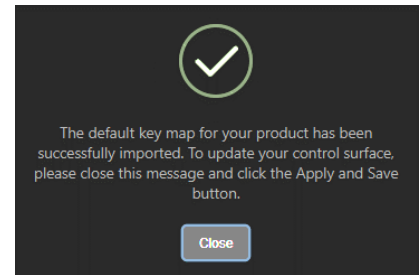 The default key map for your product has been
successfully imported. To update your control surface,
please close this message and click the Apply and Save
button.
Close